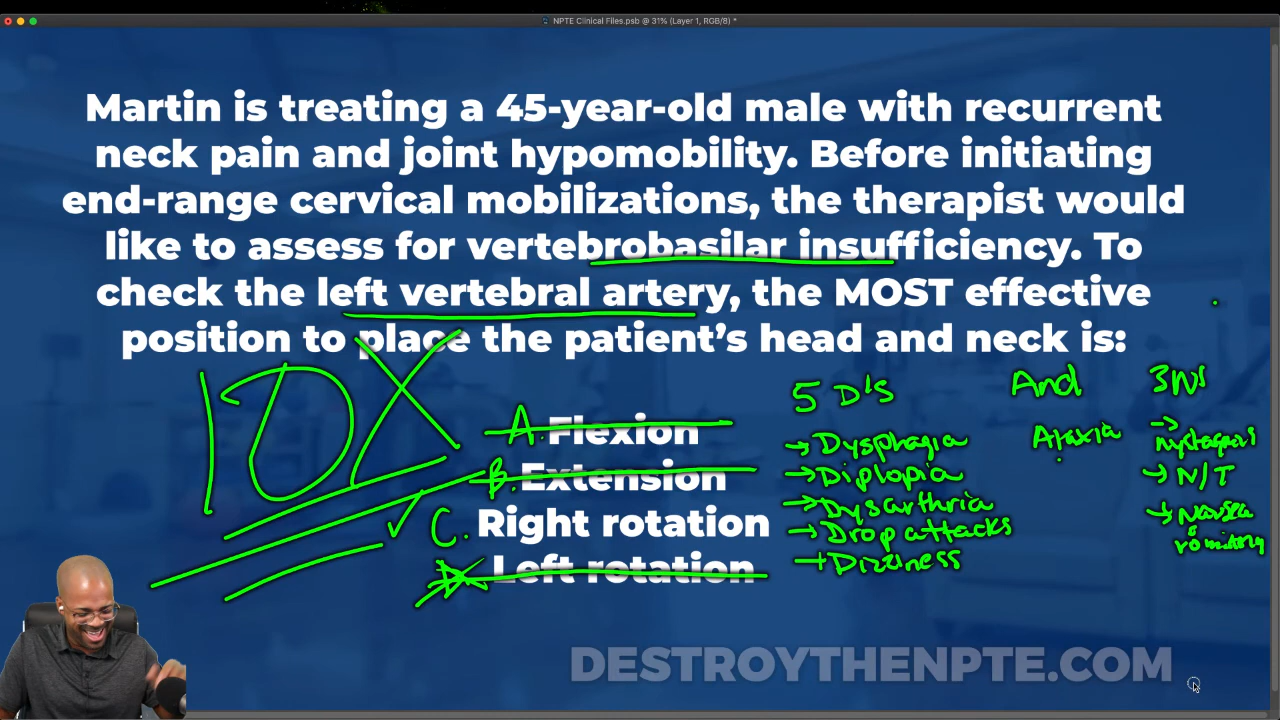 NPTE Clinical Files.psb @ 31% (Layer 1, RGB/8) *
Martin is treating a 45-year-old male with recurrent
neck pain and joint hypomobility. Before initiating
end-range cervical mobilizations, the therapist would
like to assess for vertebrobasilar insufficiency. To
check the left vertebral artery, the MOST effective
position to place the patient's head and neck is:
10X
A. Flexion
B. Extension
C. Right rotation
D. Left rotation
5 D's
→ Dysphagia
→ Diplopia
→ Dysarthria
→ Drop attacks
→ Dizziness
And
Ataxia
3 N's
→ nystagmus
→ N/T
→ Nausea
vomiting
DESTROYTHENPTE.COM